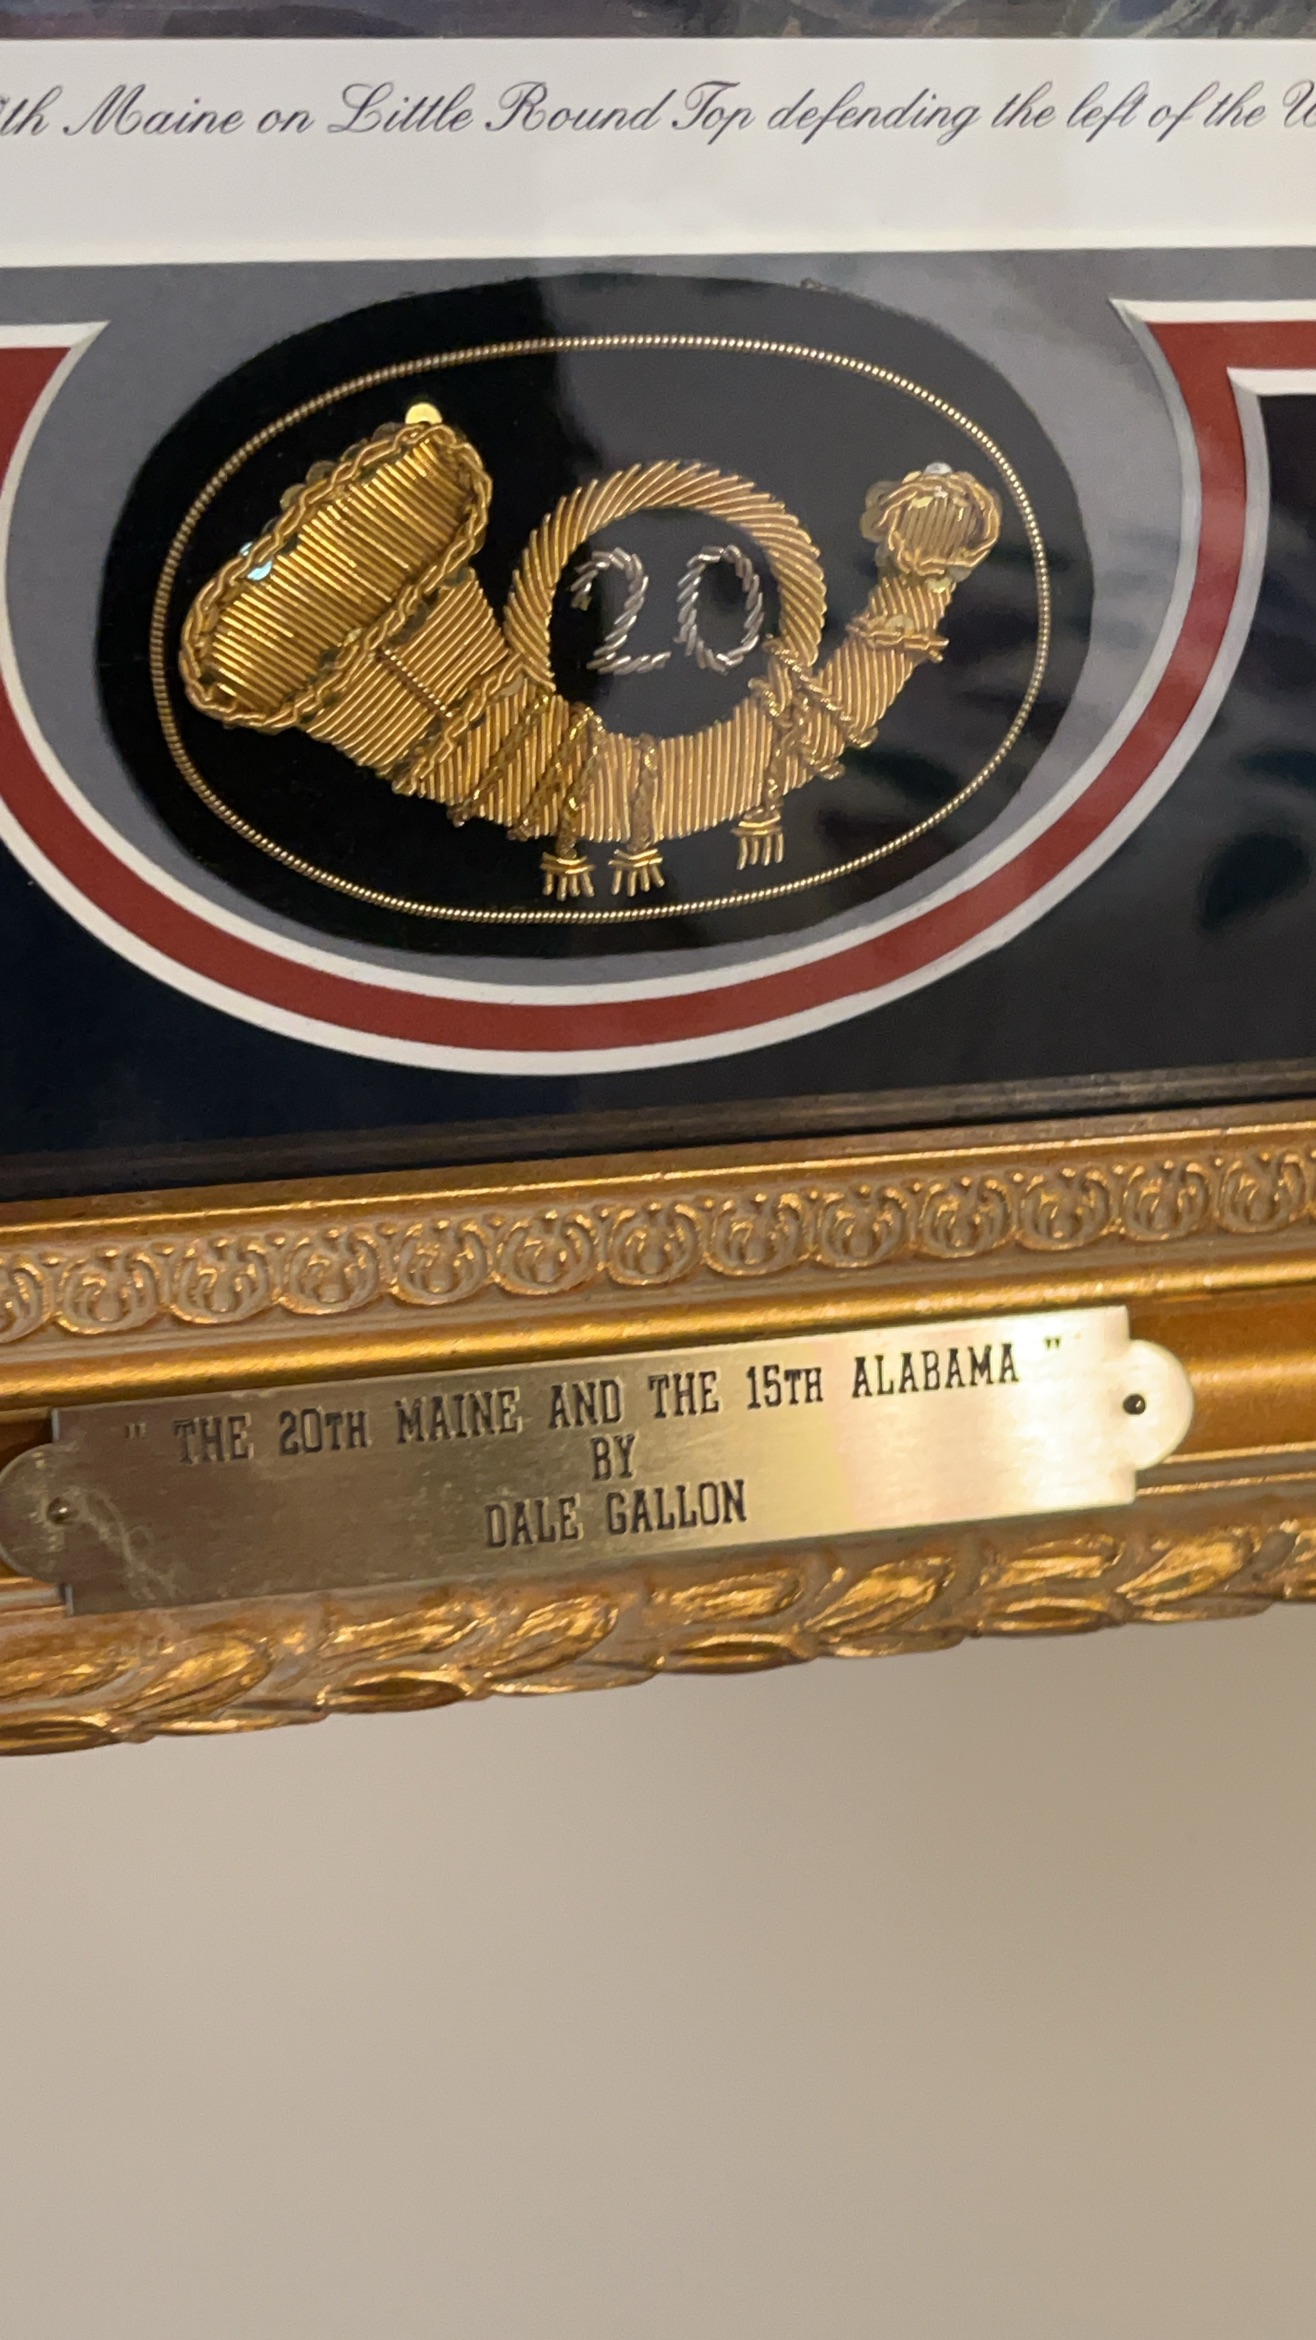 th Maine on Little Round Top defending the left of the
20
" THE 20TH MAINE AND THE 15TH ALABAMA "
BY
DALE GALLON